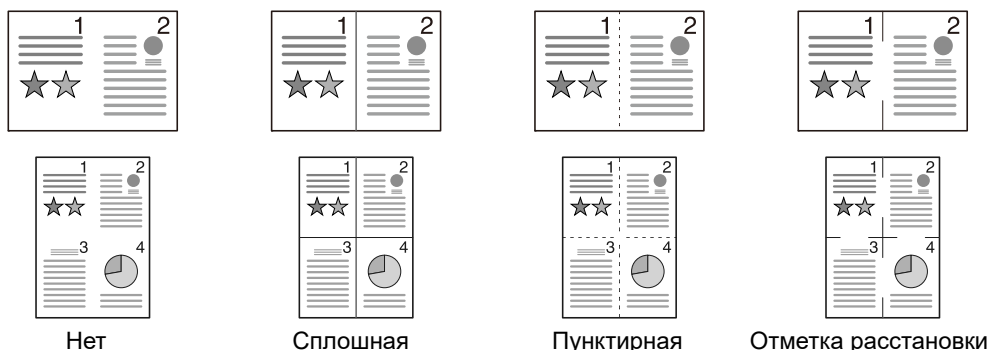 1 2 1 2 1 2 1 2
1 2 1 2 1 2 1 2
3 4 3 4 3 4 3 4
Нет Сплошная Пунктирная Отметка расстановки